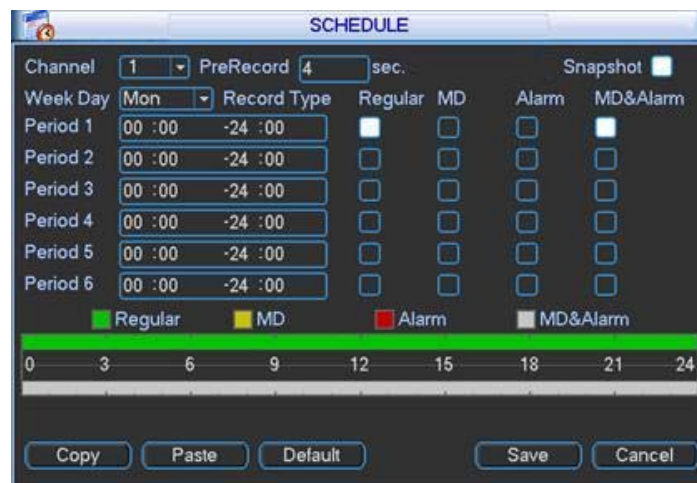 SCHEDULE
Channel 1 PreRecord 4 sec. Snapshot
Week Day Mon Record Type Regular MD Alarm MD&Alarm
Period 1 00 :00 -24 :00
Period 2 00 :00 -24 :00
Period 3 00 :00 -24 :00
Period 4 00 :00 -24 :00
Period 5 00 :00 -24 :00
Period 6 00 :00 -24 :00
Regular MD Alarm MD&Alarm
0 3 6 9 12 15 18 21 24
Copy Paste Default Save Cancel